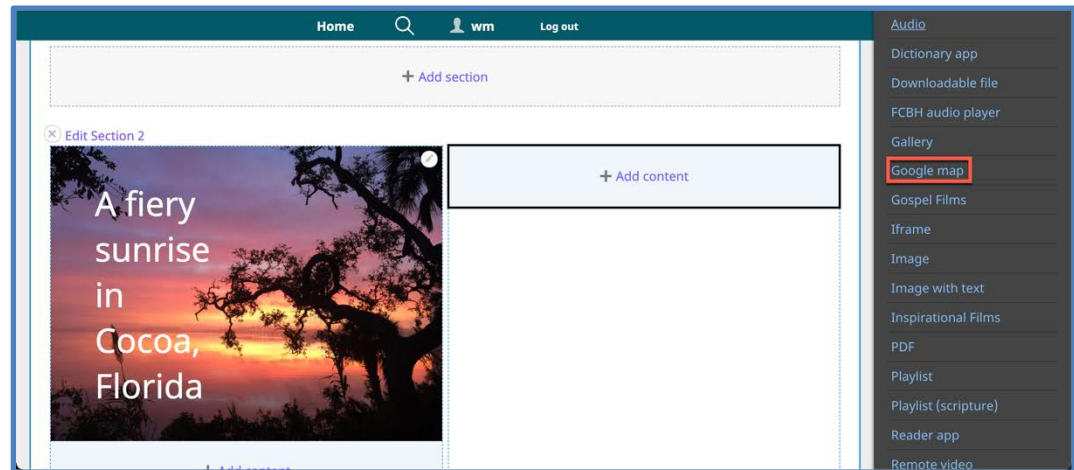 Home wm Log out
Add section
Edit Section 2
A fiery
sunrise
in
Cocoa,
Florida
Add content
Add content
Audio
Dictionary app
Downloadable file
FCBH audio player
Gallery
Google map
Gospel Films
Iframe
Image
Image with text
Inspirational Films
PDF
Playlist
Playlist (scripture)
Reader app
Remote video